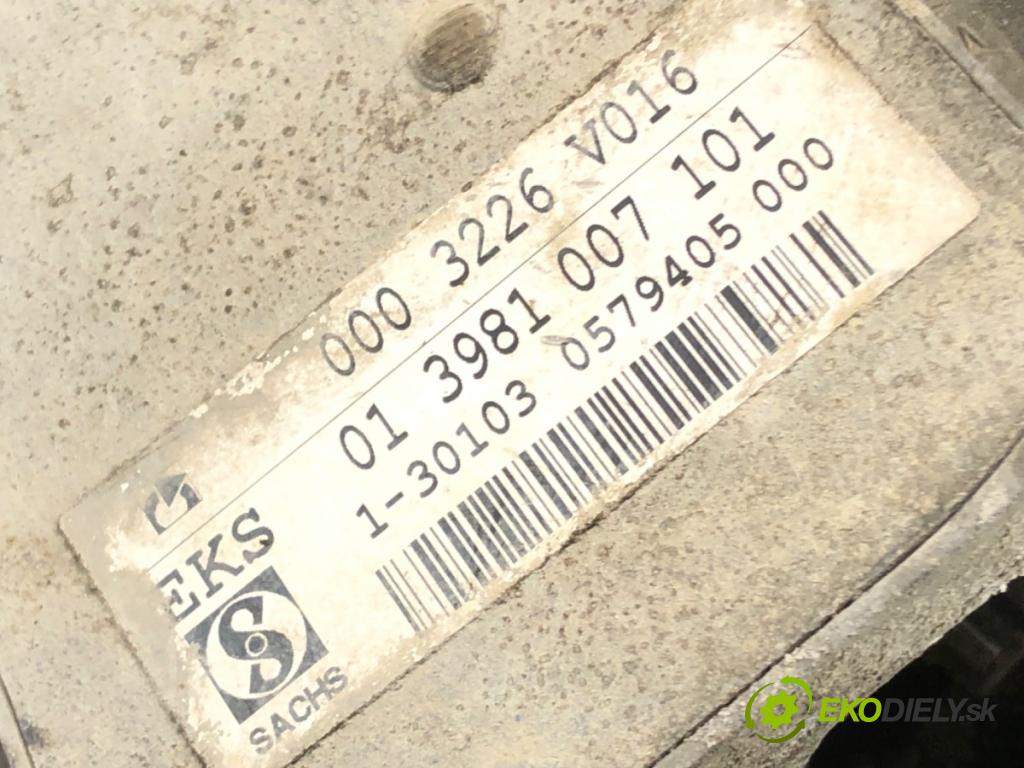 000 3226 V016
01 3981 007 101
1-30103 0579405 000
EKS
SACHS
EKODIELY.sk